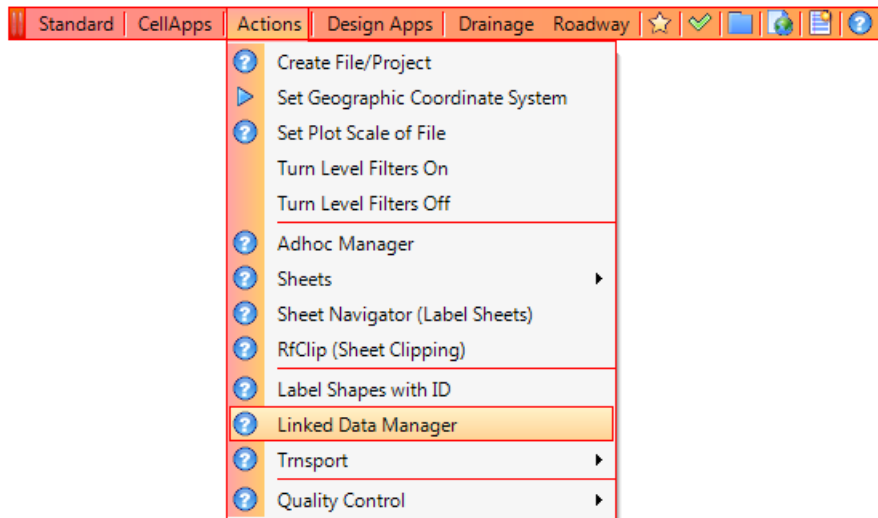 Standard CellApps Actions Design Apps Drainage Roadway
Create File/Project
Set Geographic Coordinate System
Set Plot Scale of File
Turn Level Filters On
Turn Level Filters Off
Adhoc Manager
Sheets
Sheet Navigator (Label Sheets)
RfClip (Sheet Clipping)
Label Shapes with ID
Linked Data Manager
Trnsport
Quality Control